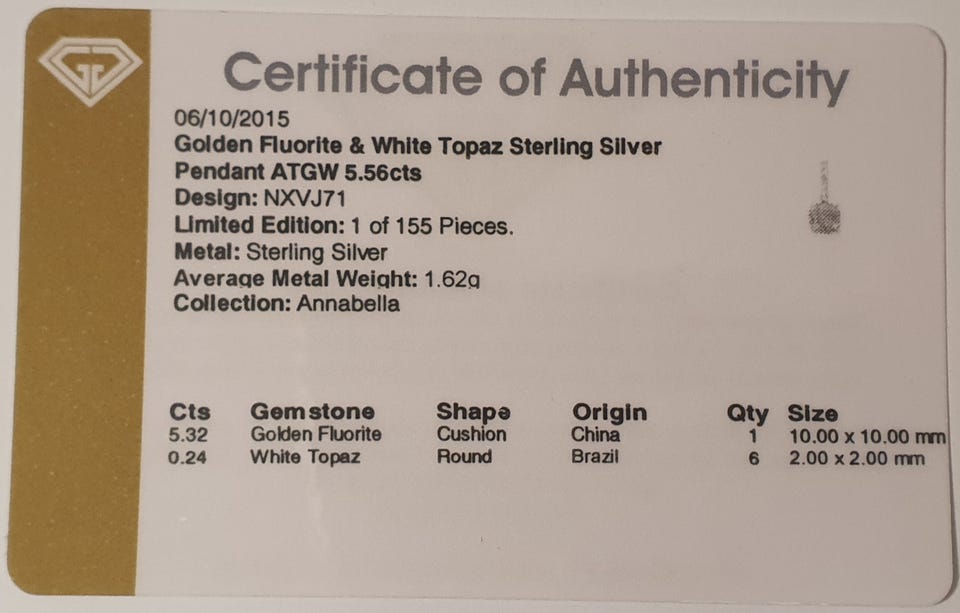 Certificate of Authenticity
06/10/2015
Golden Fluorite & White Topaz Sterling Silver
Pendant ATGW 5.56cts
Design: NXVJ71
Limited Edition: 1 of 155 Pieces.
Metal: Sterling Silver
Average Metal Weight: 1.62g
Collection: Annabella
Cts Gemstone Shape Origin Qty Size
5.32 Golden Fluorite Cushion China 1 10.00 x 10.00 mm
0.24 White Topaz Round Brazil 6 2.00 x 2.00 mm